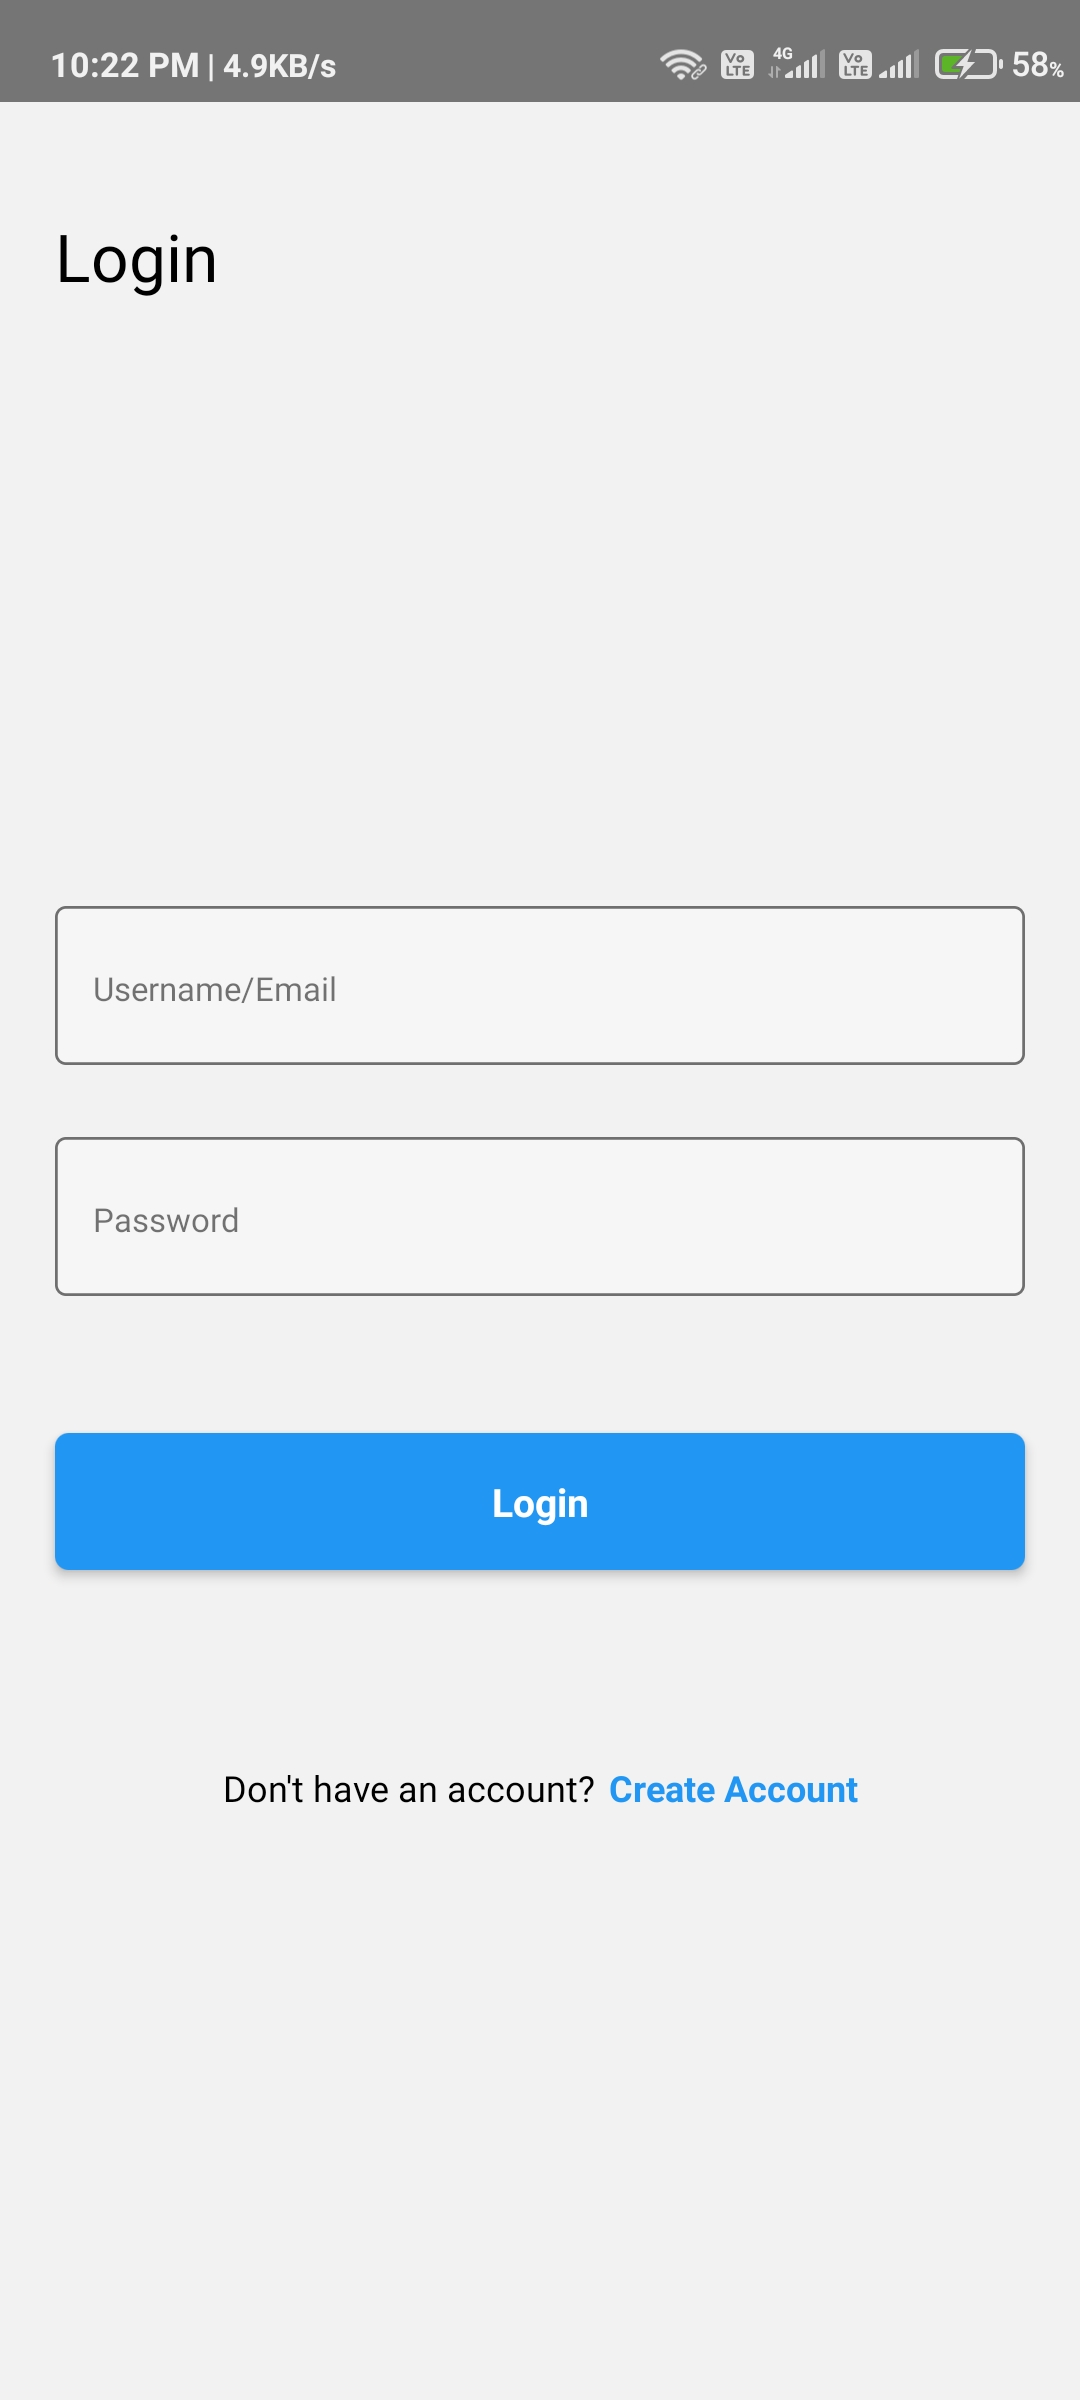 10:22 PM | 4.9KB/s Vo LTE 4G Vo LTE 58%
Login
Username/Email
Password
Login
Don't have an account? Create Account